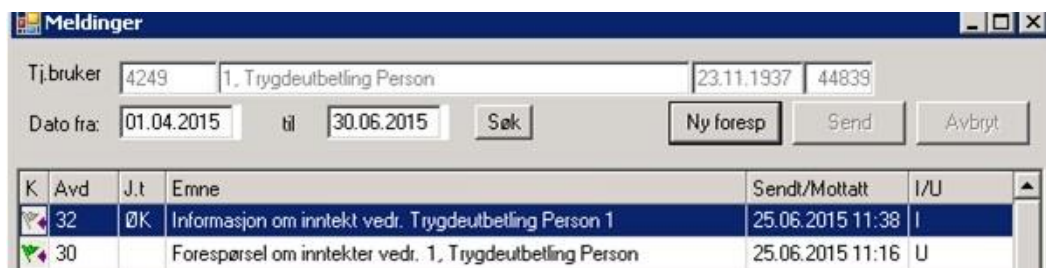 Meldinger
Tj.bruker 4249 1, Trygdeutbetling Person 23.11.1937 44839
Dato fra: 01.04.2015 til 30.06.2015 Søk Ny foresp Send Avbryt
K Avd J.t Emne Sendt/Mottatt I/U
32 ØK Informasjon om inntekt vedr. Trygdeutbetling Person 1 25.06.2015 11:38 I
30 Forespørsel om inntekter vedr. 1, Trygdeutbetling Person 25.06.2015 11:16 U